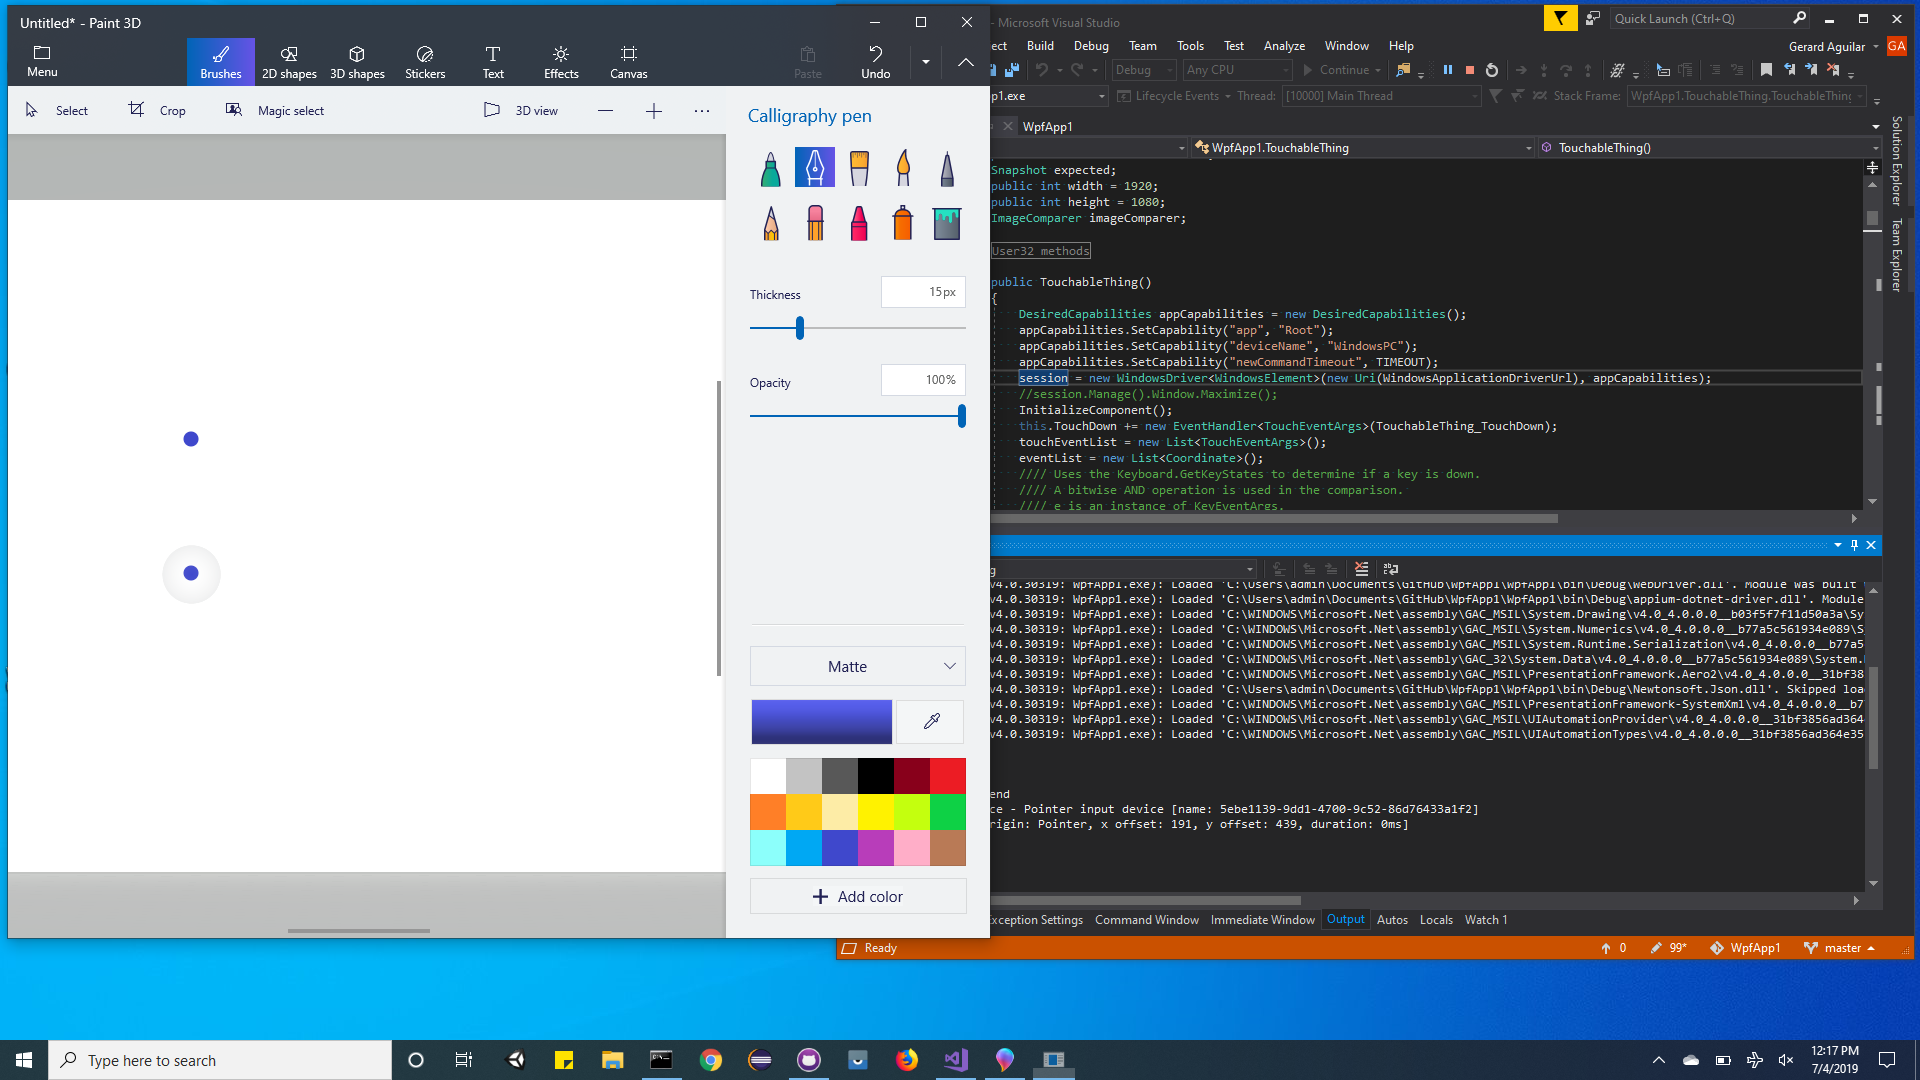 Untitled* - Paint 3D
Menu
Brushes
2D shapes
3D shapes
Stickers
Text
Effects
Canvas
Paste
Undo
Select
Crop
Magic select
3D view
Calligraphy pen
Thickness
15px
Opacity
100%
Matte
Add color
- Microsoft Visual Studio
Quick Launch (Ctrl+Q)
ect Build Debug Team Tools Test Analyze Window Help
Gerard Aguilar
GA
Debug
Any CPU
Continue
p1.exe
Lifecycle Events
Thread:
[10000] Main Thread
Stack Frame:
WpfApp1.TouchableThing.TouchableThing
WpfApp1
WpfApp1.TouchableThing
TouchableThing()
Solution Explorer
Team Explorer
Snapshot expected;
public int width = 1920;
public int height = 1080;
ImageComparer imageComparer;
User32 methods
public TouchableThing()
{
DesiredCapabilities appCapabilities = new DesiredCapabilities();
appCapabilities.SetCapability("app", "Root");
appCapabilities.SetCapability("deviceName", "WindowsPC");
appCapabilities.SetCapability("newCommandTimeout", TIMEOUT);
session = new WindowsDriver<WindowsElement>(new Uri(WindowsApplicationDriverUrl), appCapabilities);
//session.Manage().Window.Maximize();
InitializeComponent();
this.TouchDown += new EventHandler<TouchEventArgs>(TouchableThing_TouchDown);
touchEventList = new List<TouchEventArgs>();
eventList = new List<Coordinate>();
//// Uses the Keyboard.GetKeyStates to determine if a key is down.
//// A bitwise AND operation is used in the comparison.
//// e is an instance of KeyEventArgs.
g
v4.0.30319: WpfApp1.exe): Loaded 'C:\Users\admin\Documents\GitHub\WpfApp1\WpfApp1\bin\Debug\WebDriver.dll'. Module was built
v4.0.30319: WpfApp1.exe): Loaded 'C:\Users\admin\Documents\GitHub\WpfApp1\WpfApp1\bin\Debug\appium-dotnet-driver.dll'. Module
v4.0.30319: WpfApp1.exe): Loaded 'C:\WINDOWS\Microsoft.Net\assembly\GAC_MSIL\System.Drawing\v4.0_4.0.0.0__b03f5f7f11d50a3a\Sy
v4.0.30319: WpfApp1.exe): Loaded 'C:\WINDOWS\Microsoft.Net\assembly\GAC_MSIL\System.Numerics\v4.0_4.0.0.0__b77a5c561934e089\S
v4.0.30319: WpfApp1.exe): Loaded 'C:\WINDOWS\Microsoft.Net\assembly\GAC_MSIL\System.Runtime.Serialization\v4.0_4.0.0.0__b77a5
v4.0.30319: WpfApp1.exe): Loaded 'C:\WINDOWS\Microsoft.Net\assembly\GAC_32\System.Data\v4.0_4.0.0.0__b77a5c561934e089\System.
v4.0.30319: WpfApp1.exe): Loaded 'C:\WINDOWS\Microsoft.Net\assembly\GAC_MSIL\PresentationFramework.Aero2\v4.0_4.0.0.0__31bf38
v4.0.30319: WpfApp1.exe): Loaded 'C:\Users\admin\Documents\GitHub\WpfApp1\WpfApp1\bin\Debug\Newtonsoft.Json.dll'. Skipped loa
v4.0.30319: WpfApp1.exe): Loaded 'C:\WINDOWS\Microsoft.Net\assembly\GAC_MSIL\PresentationFramework-SystemXml\v4.0_4.0.0.0__b7
v4.0.30319: WpfApp1.exe): Loaded 'C:\WINDOWS\Microsoft.Net\assembly\GAC_MSIL\UIAutomationProvider\v4.0_4.0.0.0__31bf3856ad364
v4.0.30319: WpfApp1.exe): Loaded 'C:\WINDOWS\Microsoft.Net\assembly\GAC_MSIL\UIAutomationTypes\v4.0_4.0.0.0__31bf3856ad364e35
end
ce - Pointer input device [name: 5ebe1139-9dd1-4700-9c52-86d76433a1f2]
rigin: Pointer, x offset: 191, y offset: 439, duration: 0ms]
Exception Settings Command Window Immediate Window Output Autos Locals Watch 1
Ready
0
99*
WpfApp1
master
Type here to search
12:17 PM
7/4/2019